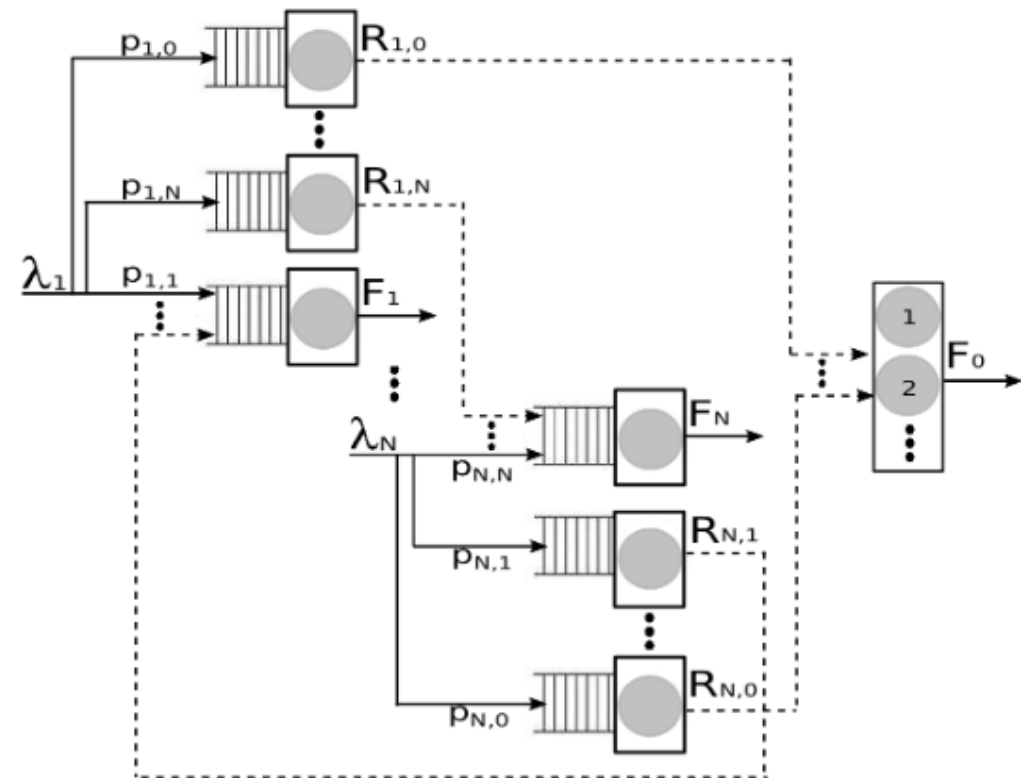 p1,0
R1,0
p1,N
R1,N
λ1
p1,1
F1
1
F0
2
λN
FN
pN,N
RN,1
pN,1
RN,0
pN,0